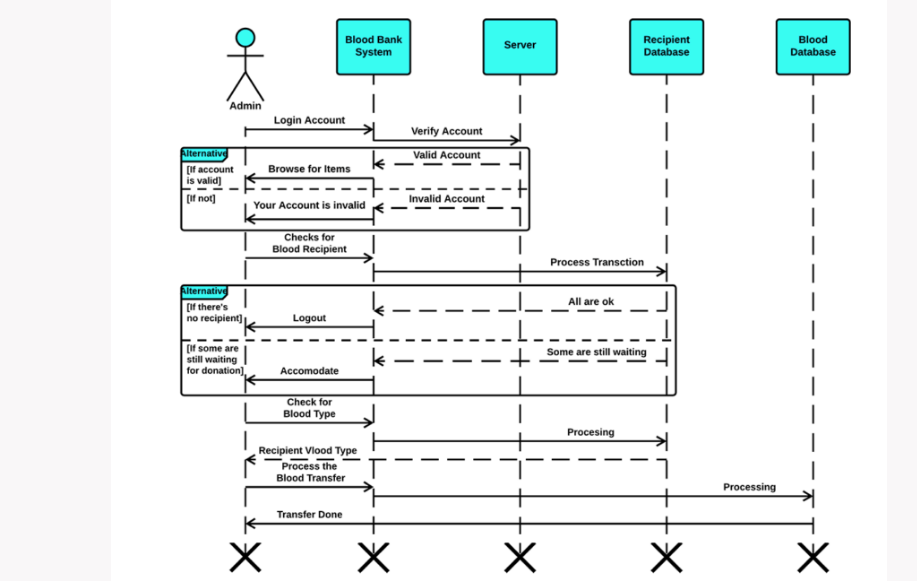 Blood Bank
System
Server
Recipient
Database
Blood
Database
Admin
Login Account
Verify Account
Alternative
Valid Account
[If account
is valid]
Browse for Items
[If not]
Invalid Account
Your Account is invalid
Checks for
Blood Recipient
Process Transction
Alternative
All are ok
[If there's
no recipient]
Logout
[If some are
still waiting
for donation]
Some are still waiting
Accomodate
Check for
Blood Type
Procesing
Recipient Vlood Type
Process the
Blood Transfer
Processing
Transfer Done